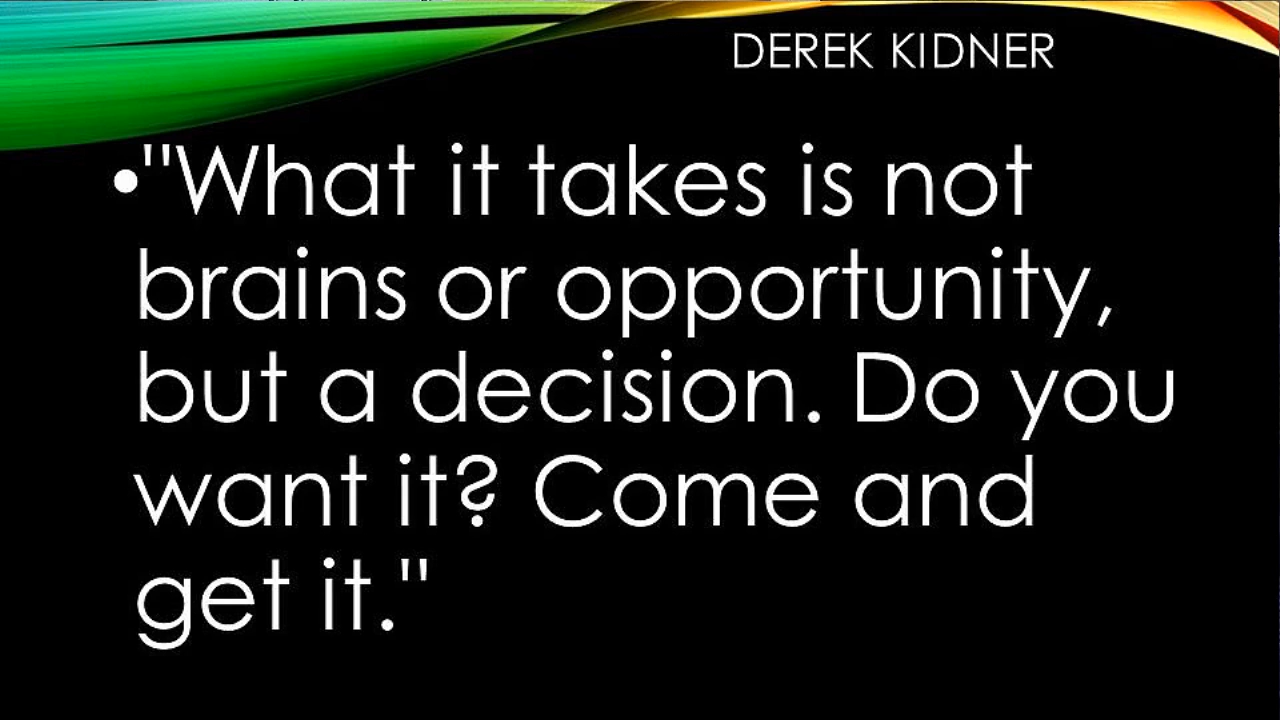 DEREK KIDNER
•"What it takes is not
brains or opportunity,
but a decision. Do you
want it? Come and
get it."